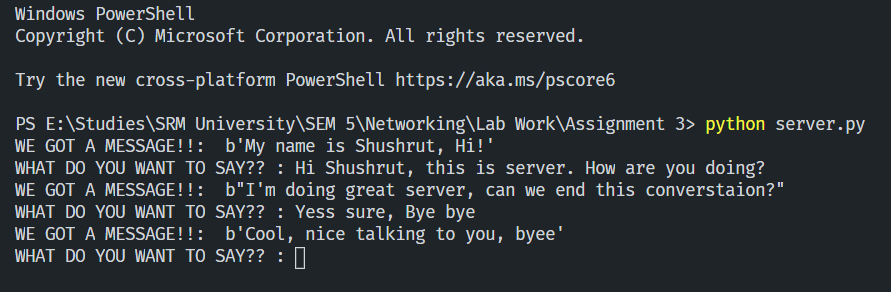 Windows PowerShell
Copyright (C) Microsoft Corporation. All rights reserved.
Try the new cross-platform PowerShell https://aka.ms/pscore6
PS E:\Studies\SRM University\SEM 5\Networking\Lab Work\Assignment 3> python server.py
WE GOT A MESSAGE!!:  b'My name is Shushrut, Hi!'
WHAT DO YOU WANT TO SAY?? : Hi Shushrut, this is server. How are you doing?
WE GOT A MESSAGE!!:  b"I'm doing great server, can we end this converstaion?"
WHAT DO YOU WANT TO SAY?? : Yess sure, Bye bye
WE GOT A MESSAGE!!:  b'Cool, nice talking to you, byee'
WHAT DO YOU WANT TO SAY?? :